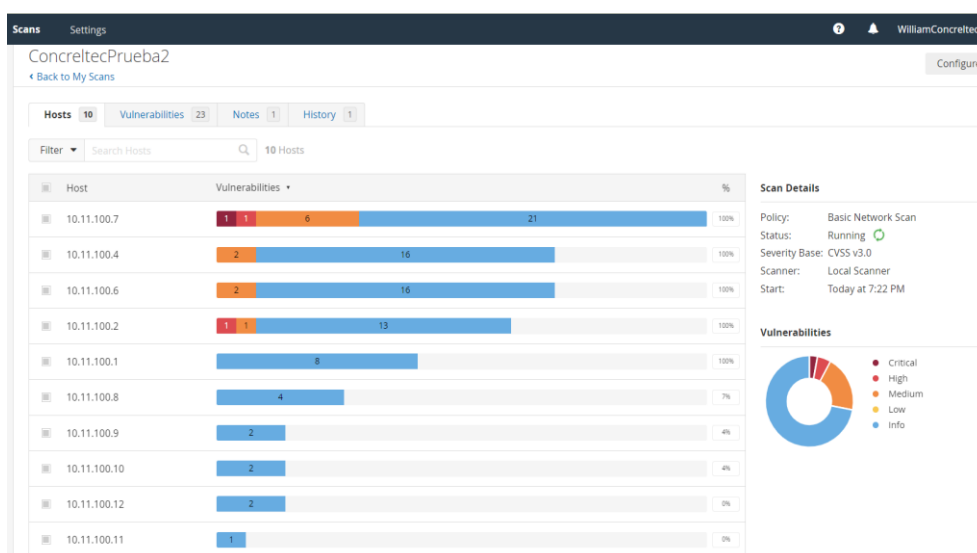 Scans Settings WilliamConcreltec
ConcreltecPrueba2
Back to My Scans
Configure
Hosts 10 Vulnerabilities 23 Notes 1 History 1
Filter Search Hosts 10 Hosts
Host Vulnerabilities %
10.11.100.7 1 1 6 21 100%
10.11.100.4 2 16 100%
10.11.100.6 2 16 100%
10.11.100.2 1 1 13 100%
10.11.100.1 8 100%
10.11.100.8 4 7%
10.11.100.9 2 4%
10.11.100.10 2 4%
10.11.100.12 2 0%
10.11.100.11 1 0%
Scan Details
Policy: Basic Network Scan
Status: Running
Severity Base: CVSS v3.0
Scanner: Local Scanner
Start: Today at 7:22 PM
Vulnerabilities
Critical
High
Medium
Low
Info